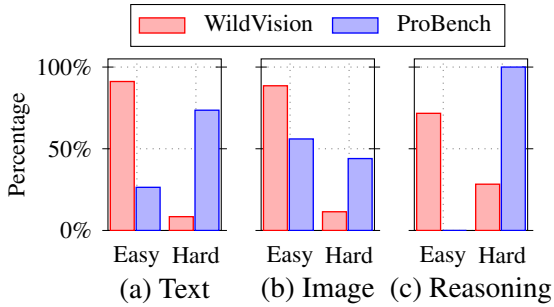 WildVision ProBench
100%
50%
0%
Percentage
Easy Hard Easy Hard Easy Hard
(a) Text (b) Image (c) Reasoning